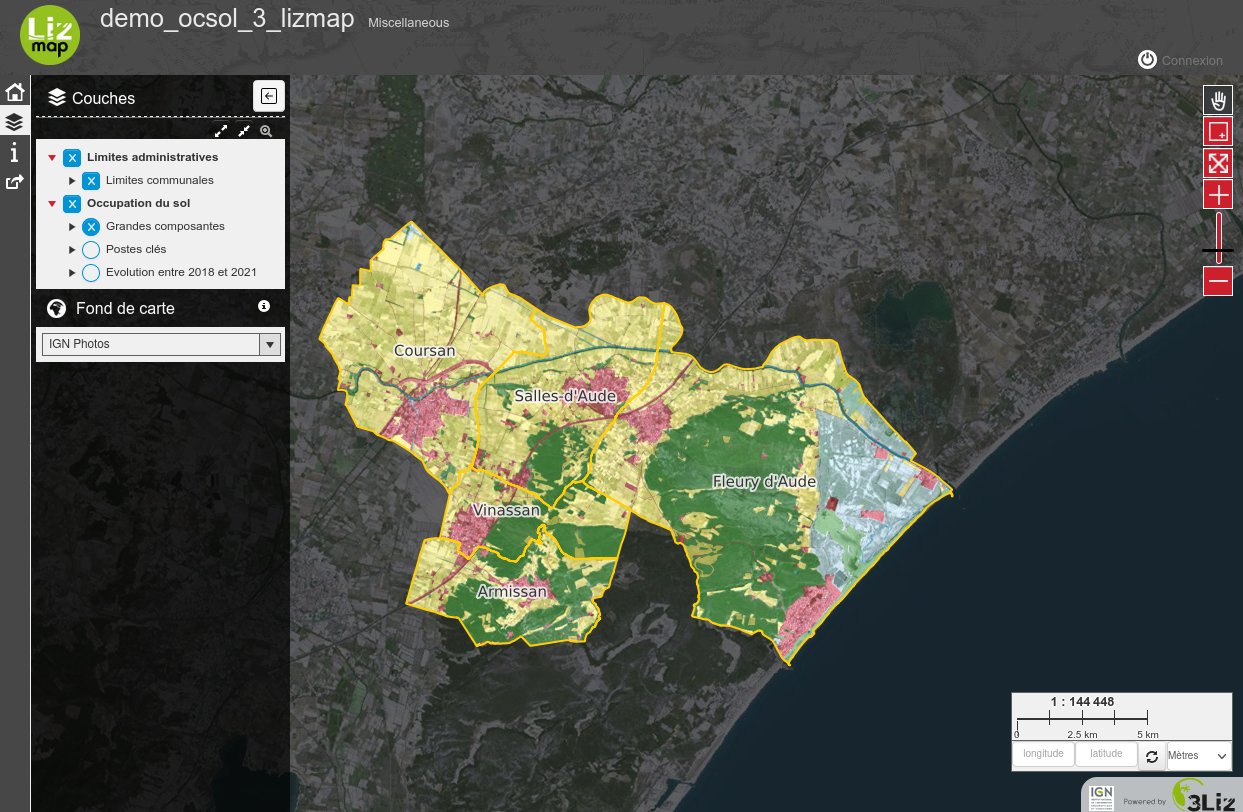 Liz
map
demo_ocsol_3_lizmap Miscellaneous
Connexion
Couches
Limites administratives
Limites communales
Occupation du sol
Grandes composantes
Postes clés
Evolution entre 2018 et 2021
Fond de carte
IGN Photos
Coursan
Salles-d'Aude
Fleury d'Aude
Vinassan
Armissan
1 : 144 448
0 2.5 km 5 km
longitude latitude Mètres
IGN
Powered by 3Liz